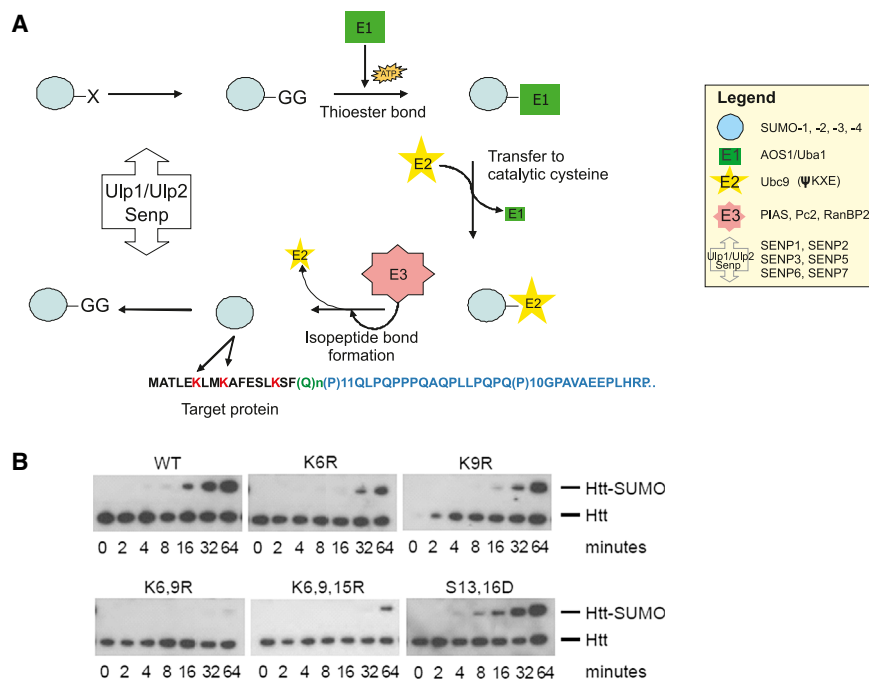 A
E1
ATP
X
GG
Thioester bond
E1
Legend
SUMO-1, -2, -3, -4
E1 AOS1/Uba1
E2 Ubc9 (ΨKXE)
E3 PIAS, Pc2, RanBP2
Ulp1/Ulp2
Senp
SENP1, SENP2
SENP3, SENP5
SENP6, SENP7
E2
Transfer to
catalytic cysteine
E1
Ulp1/Ulp2
Senp
E2
E3
GG
E2
Isopeptide bond
formation
MATLEKLMKAFESLKSF(Q)n(P)11QLPQPPPQAQPLLPQPQ(P)10GPAVAEEPLHRP..
Target protein
B
WT K6R K9R
Htt-SUMO
Htt
0 2 4 8 16 32 64 0 2 4 8 16 32 64 0 2 4 8 16 32 64 minutes
K6,9R K6,9,15R S13,16D
Htt-SUMO
Htt
0 2 4 8 16 32 64 0 2 4 8 16 32 64 0 2 4 8 16 32 64 minutes